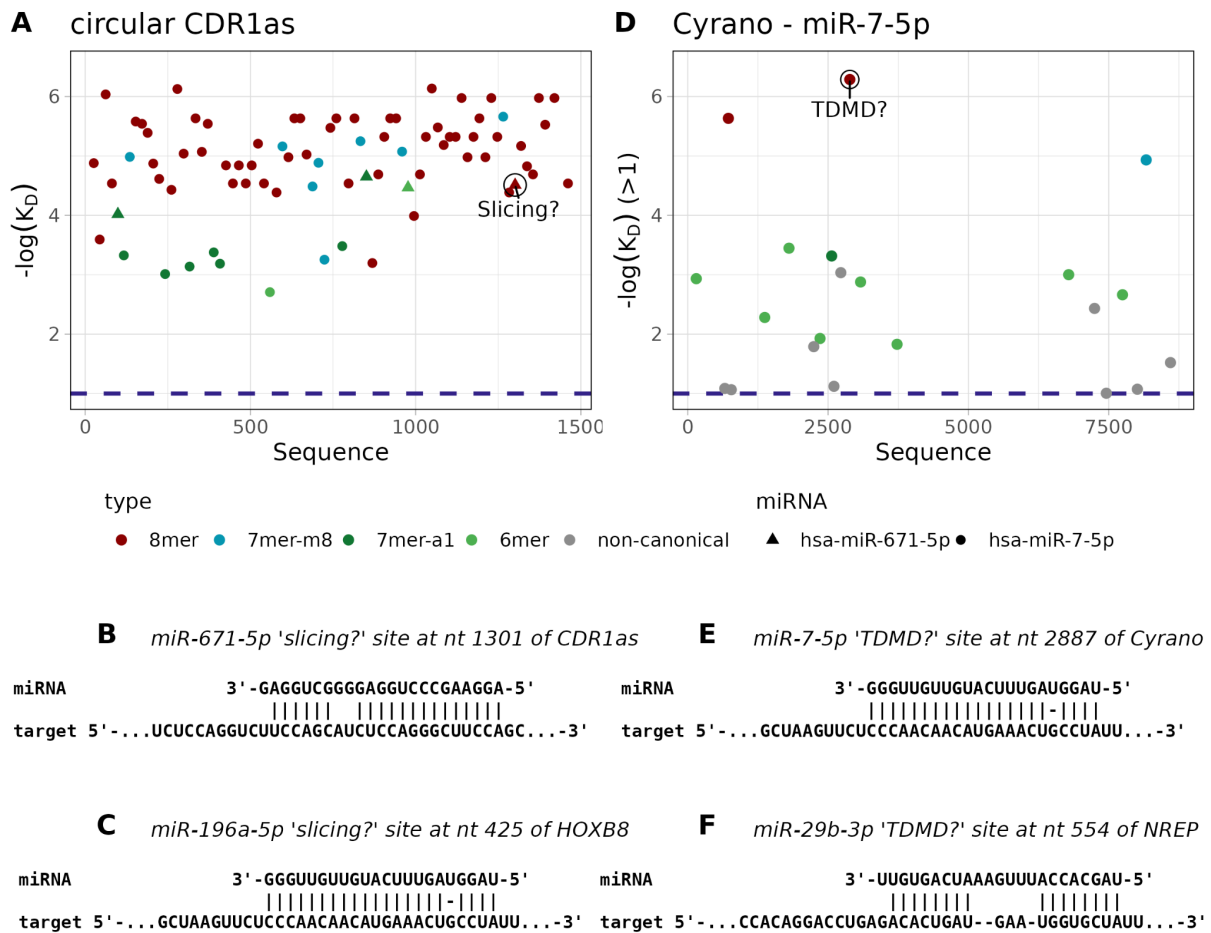 A circular CDR1as
-log(K_D)
6
4
2
Slicing?
0 500 1000 1500
Sequence
D Cyrano - miR-7-5p
-log(K_D) (>1)
6
4
2
TDMD?
0 2500 5000 7500
Sequence
type
8mer 7mer-m8 7mer-a1 6mer non-canonical
miRNA
hsa-miR-671-5p hsa-miR-7-5p
B miR-671-5p 'slicing?' site at nt 1301 of CDR1as
miRNA 3'-GAGGUCGGGGAGGUCCCGAAGGA-5'
|||||| ||||||||||||||
target 5'-...UCUCCAGGUCUUCCAGCAUCUCCAGGGCUUCCAGC...-3'
E miR-7-5p 'TDMD?' site at nt 2887 of Cyrano
miRNA 3'-GGGUUGUUGUACUUUGAUGGAU-5'
||||||||||||||||-||||
target 5'-...GCUAAGUUCUCCCAACAACAUGAAACUGCCUAUU...-3'
C miR-196a-5p 'slicing?' site at nt 425 of HOXB8
miRNA 3'-GGGUUGUUGUACUUUGAUGGAU-5'
||||||||||||||||-||||
target 5'-...GCUAAGUUCUCCCAACAACAUGAAACUGCCUAUU...-3'
F miR-29b-3p 'TDMD?' site at nt 554 of NREP
miRNA 3'-UUGUGACUAAAGUUUACCACGAU-5'
|||||||| ||||||||
target 5'-...CCACAGGACCUGAGACACUGAU--GAA-UGGUGCUAUU...-3'